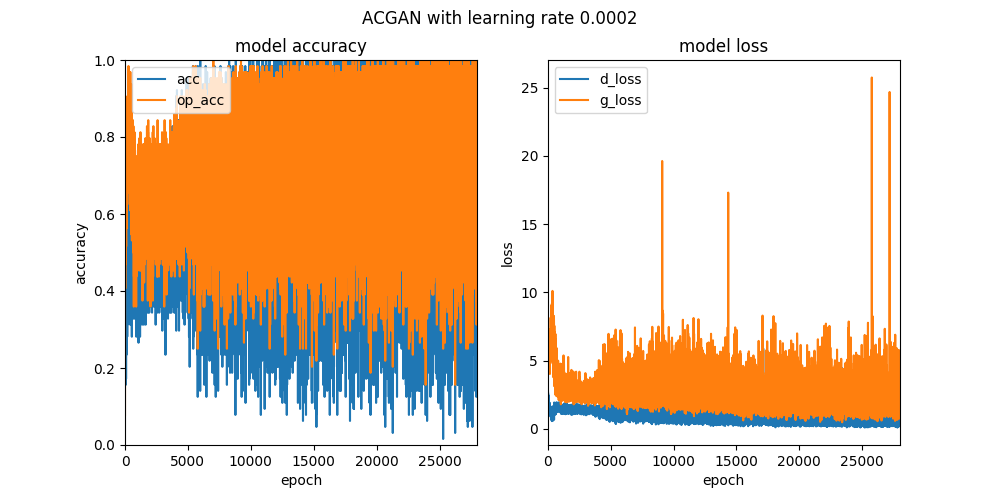 ACGAN with learning rate 0.0002
model accuracy
1.0
0.8
0.6
0.4
0.2
0.0
accuracy
acc
op_acc
0 5000 10000 15000 20000 25000
epoch
model loss
25
20
15
10
5
0
loss
d_loss
g_loss
0 5000 10000 15000 20000 25000
epoch